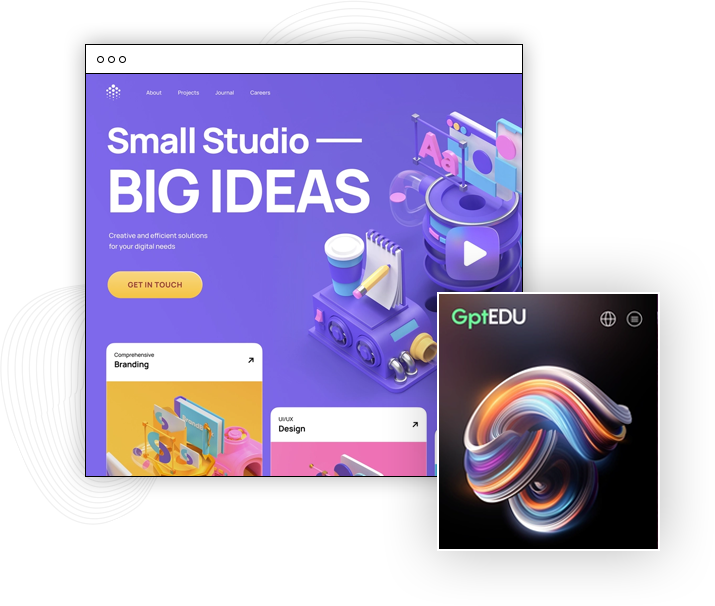 About Projects Journal Careers
Small Studio —
BIG IDEAS
Creative and efficient solutions
for your digital needs
GET IN TOUCH
Aa
Comprehensive
Branding
UI/UX
Design
GptEDU